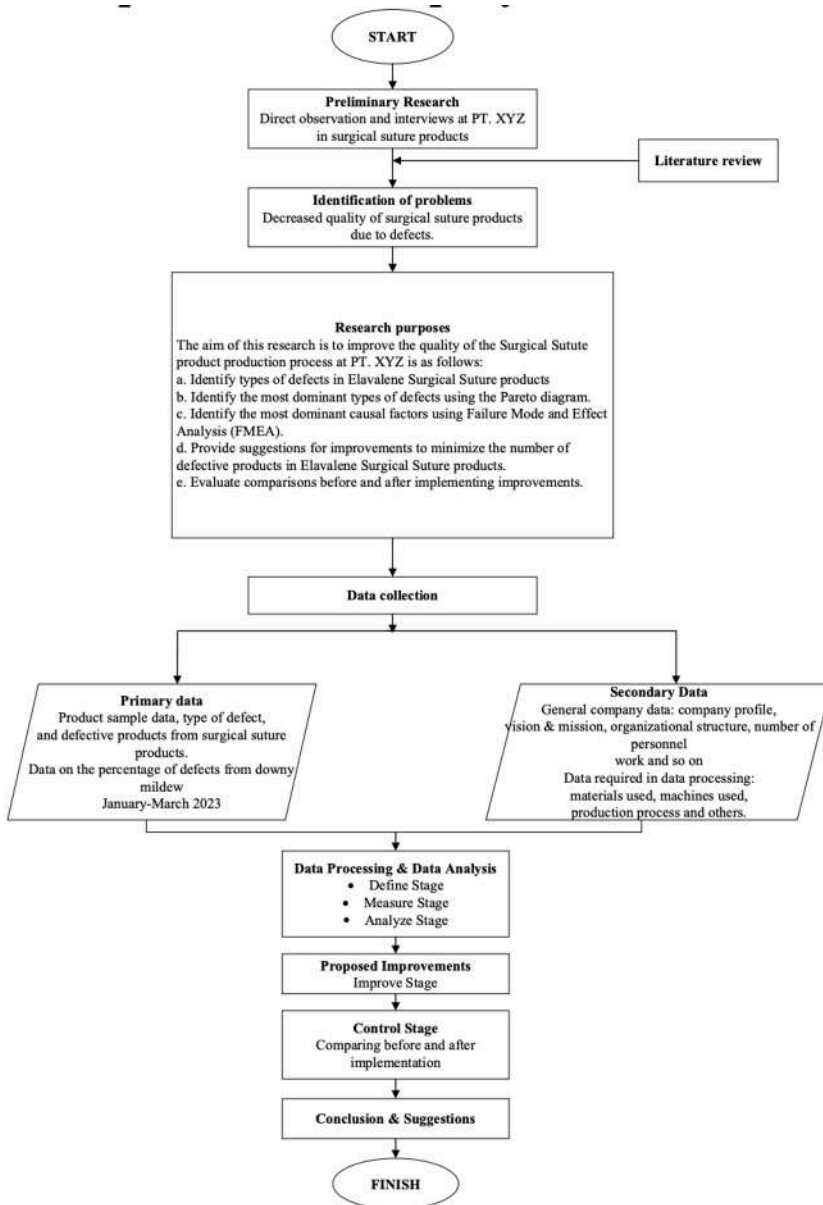 START
Preliminary Research
Direct observation and interviews at PT. XYZ
in surgical suture products
Literature review
Identification of problems
Decreased quality of surgical suture products
due to defects.
Research purposes
The aim of this research is to improve the quality of the Surgical Sutute
product production process at PT. XYZ is as follows:
a. Identify types of defects in Elavalene Surgical Suture products
b. Identify the most dominant types of defects using the Pareto diagram.
c. Identify the most dominant causal factors using Failure Mode and Effect
Analysis (FMEA).
d. Provide suggestions for improvements to minimize the number of
defective products in Elavalene Surgical Suture products.
e. Evaluate comparisons before and after implementing improvements.
Data collection
Primary data
Product sample data, type of defect,
and defective products from surgical suture
products.
Data on the percentage of defects from downy
mildew
January-March 2023
Secondary Data
General company data: company profile,
vision & mission, organizational structure, number of
personnel
work and so on
Data required in data processing:
materials used, machines used,
production process and others.
Data Processing & Data Analysis
• Define Stage
• Measure Stage
• Analyze Stage
Proposed Improvements
Improve Stage
Control Stage
Comparing before and after
implementation
Conclusion & Suggestions
FINISH